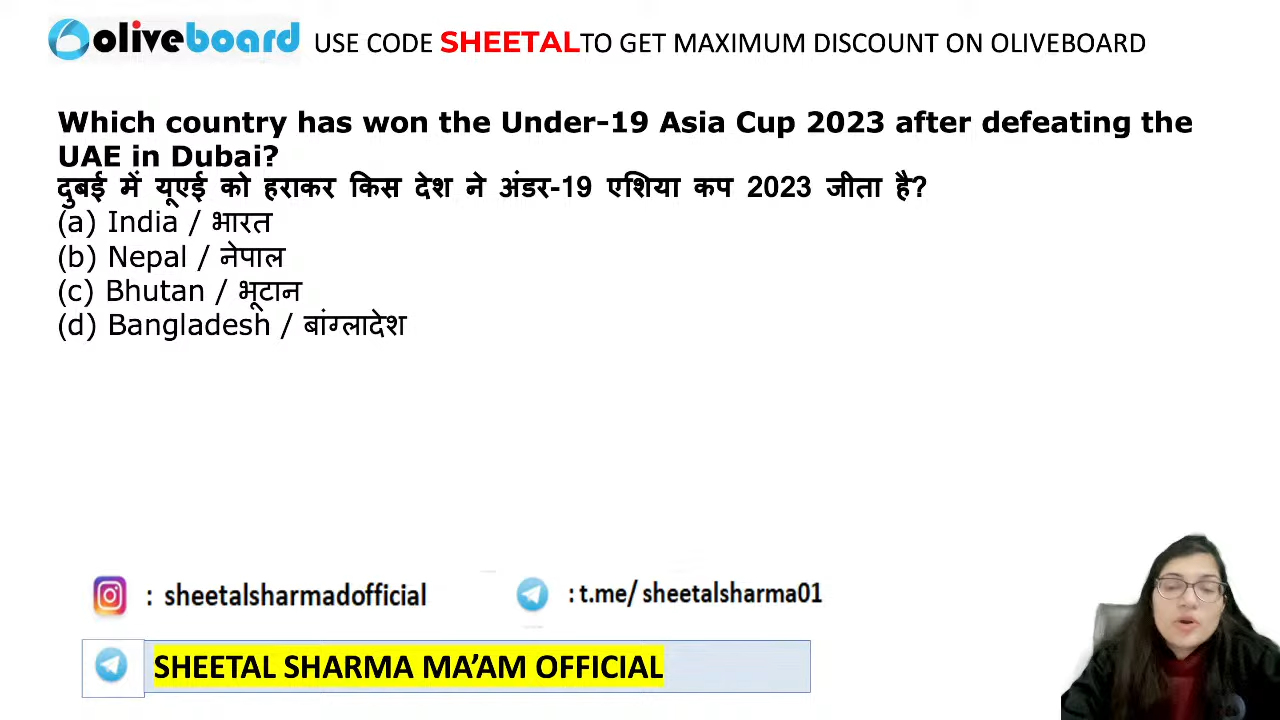 oliveboard USE CODE SHEETAL TO GET MAXIMUM DISCOUNT ON OLIVEBOARD
Which country has won the Under-19 Asia Cup 2023 after defeating the
UAE in Dubai?
दुबई में यूएई को हराकर किस देश ने अंडर-19 एशिया कप 2023 जीता है?
(a) India / भारत
(b) Nepal / नेपाल
(c) Bhutan / भूटान
(d) Bangladesh / बांग्लादेश
: sheetalsharmadofficial : t.me/ sheetalsharma01
SHEETAL SHARMA MA’AM OFFICIAL